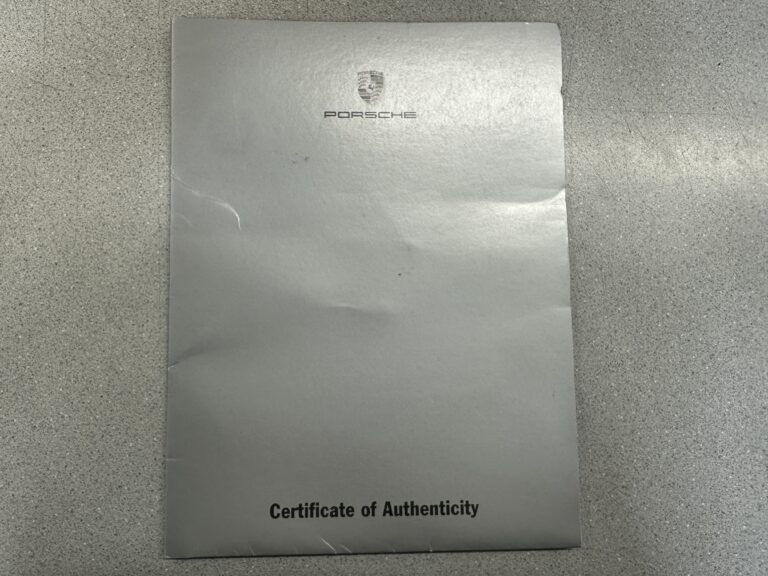 PORSCHE
Certificate of Authenticity